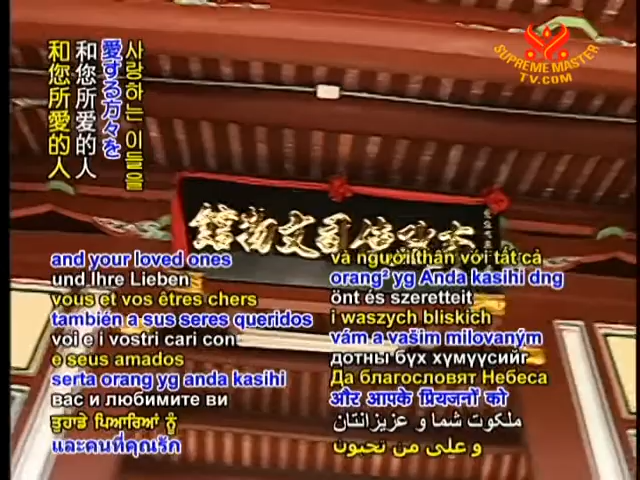 사랑하는 이들을
愛する方々を
和您所爱的人
和您所愛的人
SUPREME MASTER
TV.COM
and your loved ones
und Ihre Lieben
vous et vos êtres chers
también a sus seres queridos
voi e i vostri cari con
e seus amados
serta orang yg anda kasihi
вас и любимите ви
ਤੁਹਾਡੇ ਪਿਆਰਿਆਂ ਨੂੰ
และคนที่คุณรัก
và người thân với tất cả
orang² yg Anda kasihi dng
önt és szeretteit
i waszych bliskich
vám a vašim milovaným
дотны бүх хүмүүсийг
Да благословят Небеса
और आपके प्रियजनों को
ملکوت شما و عزیزانتان
و على من تحبون